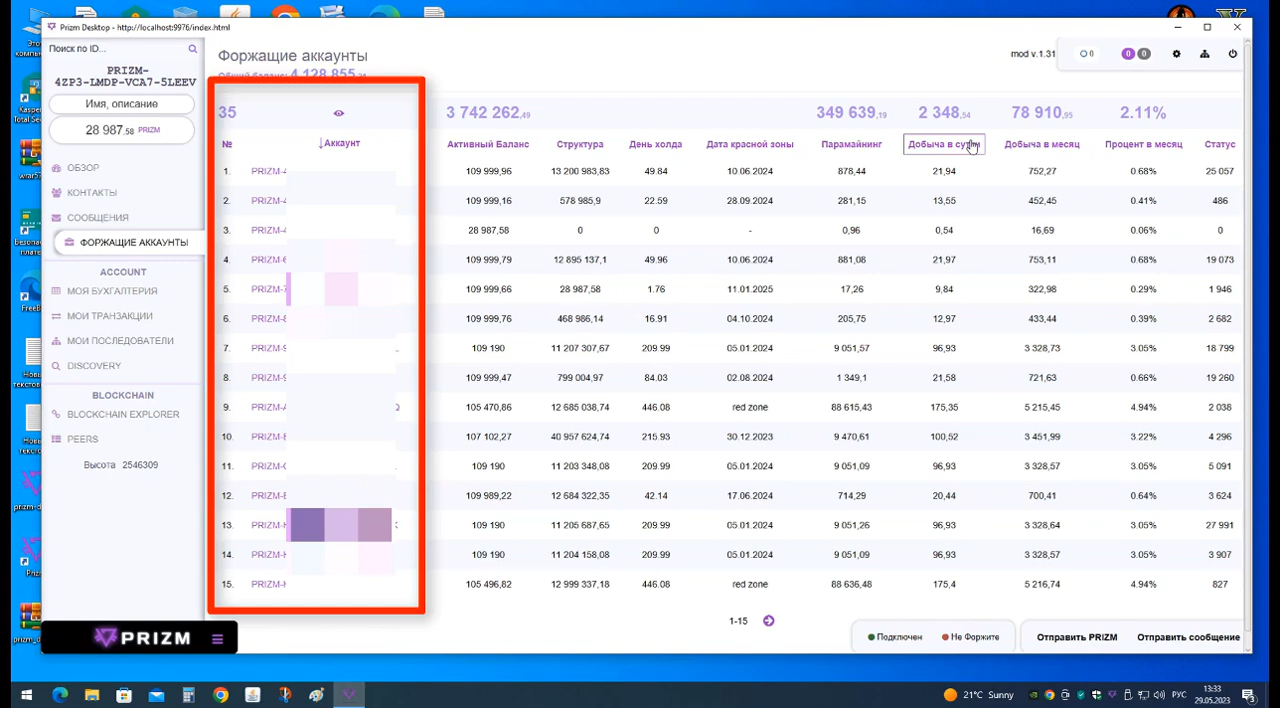 Prizm Desktop - http://localhost:9976/index.html
Поиск по ID...
PRIZM-
4ZP3-LMDP-VCA7-5LEEV
Имя, описание
28 987,58 PRIZM
ОБЗОР
КОНТАКТЫ
СООБЩЕНИЯ
ФОРЖАЩИЕ АККАУНТЫ
ACCOUNT
МОЯ БУХГАЛТЕРИЯ
МОИ ТРАНЗАКЦИИ
МОИ ПОСЛЕДОВАТЕЛИ
DISCOVERY
BLOCKCHAIN
BLOCKCHAIN EXPLORER
PEERS
Высота 2546309
PRIZM
Форжащие аккаунты
mod v.1.31
0 0 0
Общий баланс: 4 128 855
35 3 742 262,49 349 639,19 2 348,54 78 910,95 2.11%
№ ↓Аккаунт Активный Баланс Структура День холда Дата красной зоны Парамайнинг Добыча в сутки Добыча в месяц Процент в месяц Статус
1. PRIZM-4 109 999,96 13 200 983,83 49.84 10.06.2024 878,44 21,94 752,27 0.68% 25 057
2. PRIZM-4 109 999,16 578 985,9 22.59 28.09.2024 281,15 13,55 452,45 0.41% 486
3. PRIZM-4 28 987,58 0 0 - 0,96 0,54 16,69 0.06% 0
4. PRIZM-6 109 999,79 12 895 137,1 49.96 10.06.2024 881,08 21,97 753,11 0.68% 19 073
5. PRIZM-7 109 999,66 28 987,58 1.76 11.01.2025 17,26 9,84 322,98 0.29% 1 946
6. PRIZM-8 109 999,76 468 986,14 16.91 04.10.2024 205,75 12,97 433,44 0.39% 2 682
7. PRIZM-9 109 190 11 207 307,67 209.99 05.01.2024 9 051,57 96,93 3 328,73 3.05% 18 799
8. PRIZM-9 109 999,47 799 004,97 84.03 02.08.2024 1 349,1 21,58 721,63 0.66% 19 260
9. PRIZM-A 105 470,86 12 685 038,74 446.08 red zone 88 615,43 175,35 5 215,45 4.94% 2 038
10. PRIZM- 107 102,27 40 957 624,74 215.93 30.12.2023 9 470,61 100,52 3 451,99 3.22% 4 296
11. PRIZM- 109 190 11 203 348,08 209.99 05.01.2024 9 051,09 96,93 3 328,57 3.05% 5 091
12. PRIZM- 109 989,22 12 684 322,35 42.14 17.06.2024 714,29 20,44 700,41 0.64% 3 624
13. PRIZM- 109 190 11 205 687,65 209.99 05.01.2024 9 051,26 96,93 3 328,64 3.05% 27 991
14. PRIZM- 109 190 11 204 158,08 209.99 05.01.2024 9 051,09 96,93 3 328,57 3.05% 3 907
15. PRIZM- 105 496,82 12 999 337,18 446.08 red zone 88 636,48 175,4 5 216,74 4.94% 827
1-15
Подключен Не Форжите Отправить PRIZM Отправить сообщение
21°C Sunny РУС 13:33
29.05.2023